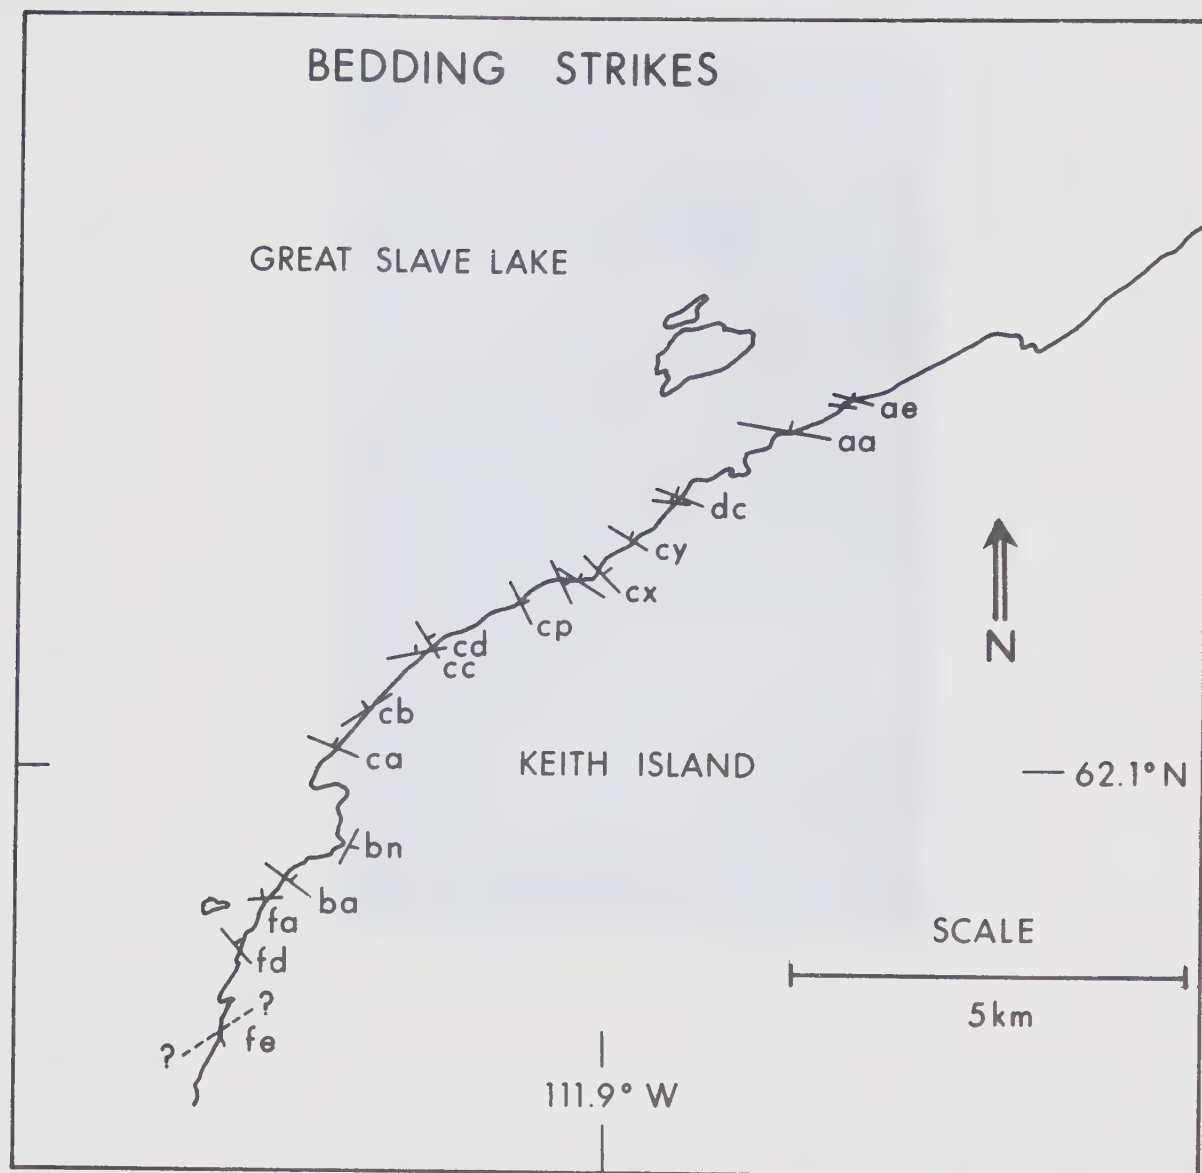 BEDDING STRIKES
GREAT SLAVE LAKE
ae
aa
dc
cy
cx
cp
N
cd
cc
cb
ca
KEITH ISLAND
62.1° N
bn
ba
fa
SCALE
fd
5km
?
fe
?
111.9° W